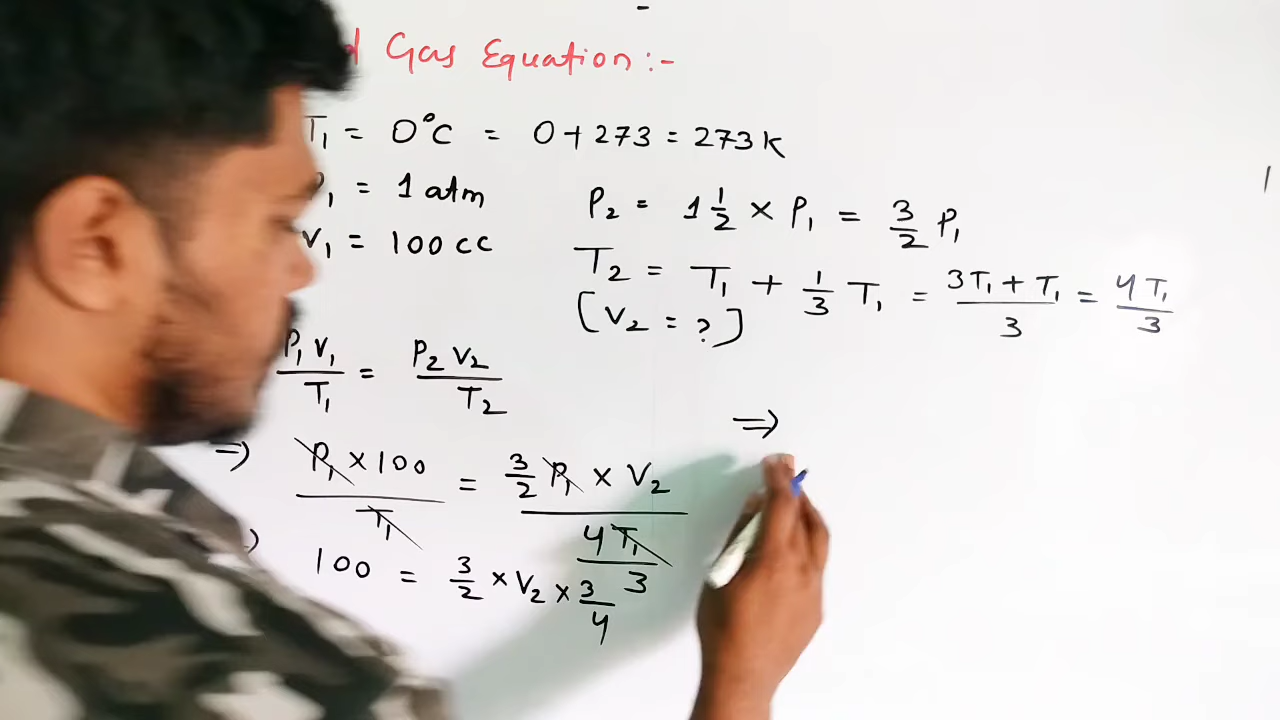 Gas Equation :-
T₁ = 0°C = 0 + 273 = 273 K
P₁ = 1 atm
V₁ = 100 cc
P₂ = 1 1/2 × P₁ = 3/2 P₁
T₂ = T₁ + 1/3 T₁ = (3T₁ + T₁)/3 = 4T₁/3
[V₂ = ?]
P₁V₁/T₁ = P₂V₂/T₂
⇒ P₁ × 100/T₁ = 3/2 P₁ × V₂/(4T₁/3)
100 = 3/2 × V₂ × 3/4
⇒